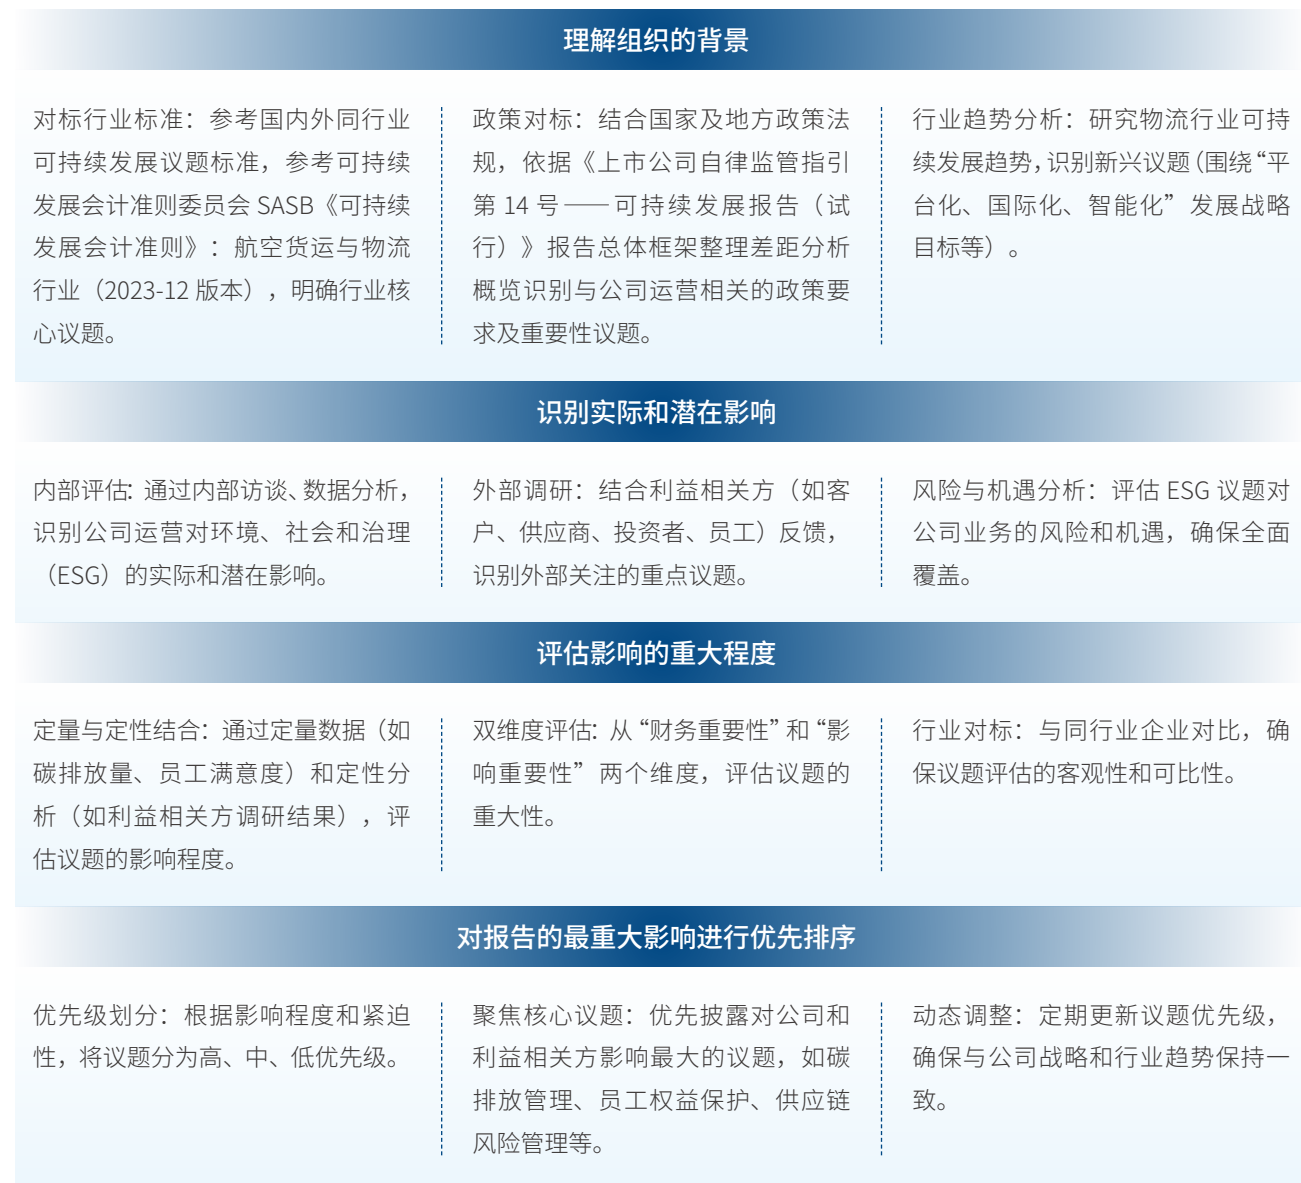 理解组织的背景
对标行业标准：参考国内外同行业
可持续发展议题标准，参考可持续
发展会计准则委员会 SASB《可持续
发展会计准则》：航空货运与物流
行业（2023-12 版本），明确行业核
心议题。
政策对标：结合国家及地方政策法
规，依据《上市公司自律监管指引
第 14 号——可持续发展报告（试
行）》报告总体框架整理差距分析
概览识别与公司运营相关的政策要
求及重要性议题。
行业趋势分析：研究物流行业可持
续发展趋势，识别新兴议题（围绕“平
台化、国际化、智能化”发展战略
目标等）。
识别实际和潜在影响
内部评估：通过内部访谈、数据分析，
识别公司运营对环境、社会和治理
（ESG）的实际和潜在影响。
外部调研：结合利益相关方（如客
户、供应商、投资者、员工）反馈，
识别外部关注的重点议题。
风险与机遇分析：评估 ESG 议题对
公司业务的风险和机遇，确保全面
覆盖。
评估影响的重大程度
定量与定性结合：通过定量数据（如
碳排放量、员工满意度）和定性分
析（如利益相关方调研结果），评
估议题的影响程度。
双维度评估：从“财务重要性”和“影
响重要性”两个维度，评估议题的
重大性。
行业对标：与同行业企业对比，确
保议题评估的客观性和可比性。
对报告的最重大影响进行优先排序
优先级划分：根据影响程度和紧迫
性，将议题分为高、中、低优先级。
聚焦核心议题：优先披露对公司和
利益相关方影响最大的议题，如碳
排放管理、员工权益保护、供应链
风险管理等。
动态调整：定期更新议题优先级，
确保与公司战略和行业趋势保持一
致。